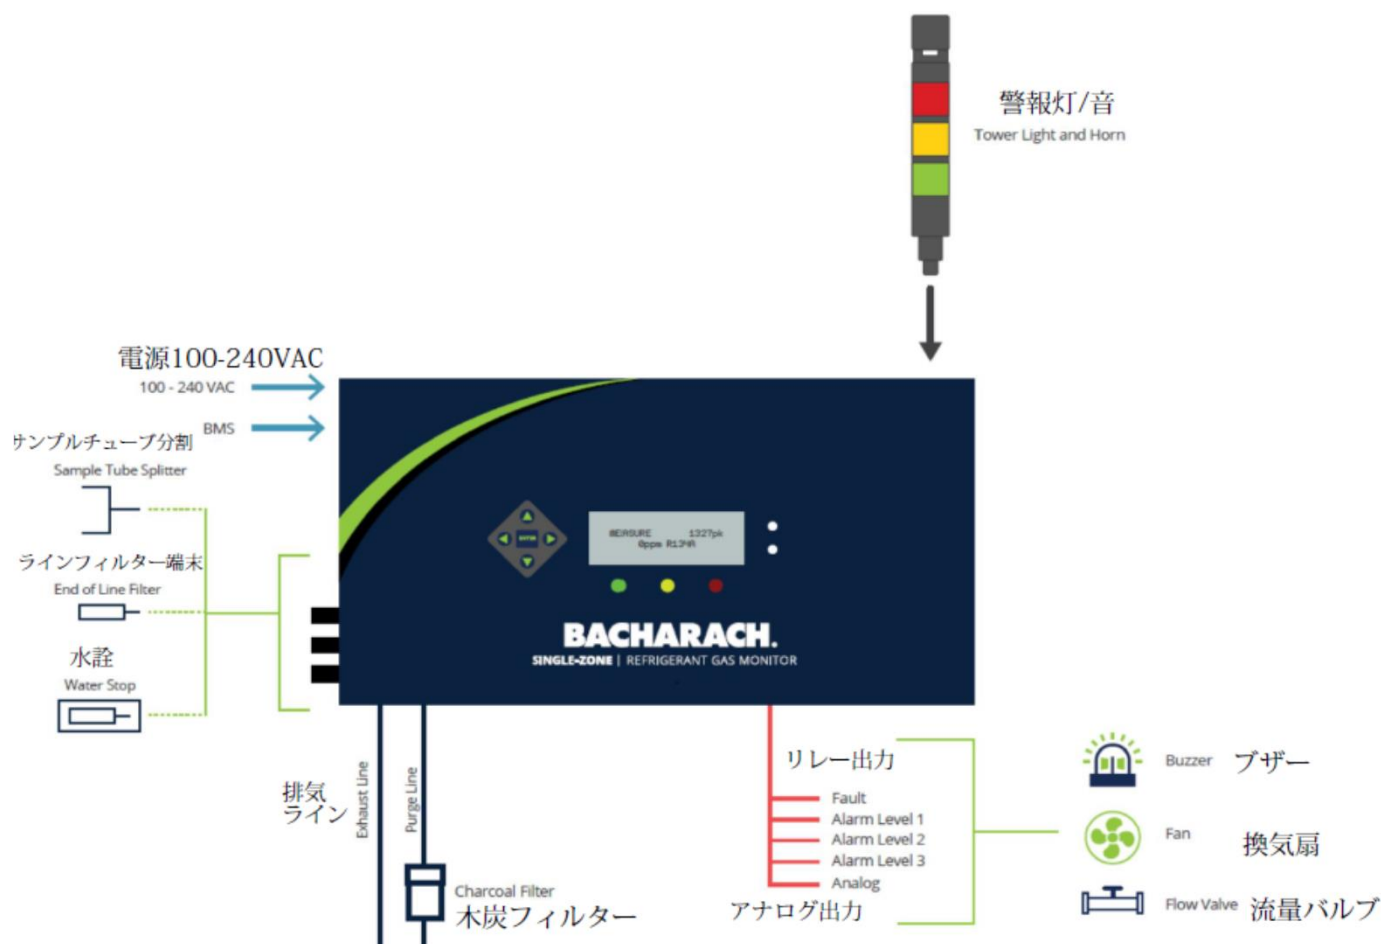 警報灯/音
Tower Light and Horn
電源100-240VAC
100 - 240 VAC
BMS
サンプルチューブ分割
Sample Tube Splitter
ラインフィルター端末
End of Line Filter
水詮
Water Stop
ENTER
MEASURE 1327pk
0ppm R134A
BACHARACH.
SINGLE-ZONE | REFRIGERANT GAS MONITOR
排気
ライン
Exhaust Line
Purge Line
Charcoal Filter
木炭フィルター
リレー出力
Fault
Alarm Level 1
Alarm Level 2
Alarm Level 3
Analog
アナログ出力
Buzzer ブザー
Fan 換気扇
Flow Valve 流量バルブ